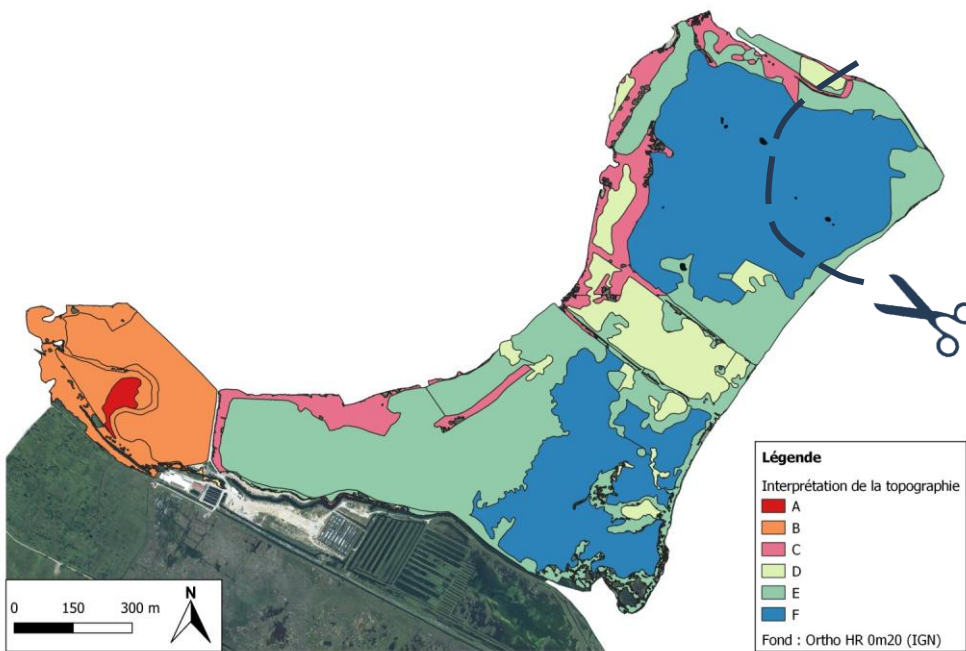 0 150 300 m
N
Légende
Interprétation de la topographie
A
B
C
D
E
F
Fond : Ortho HR 0m20 (IGN)